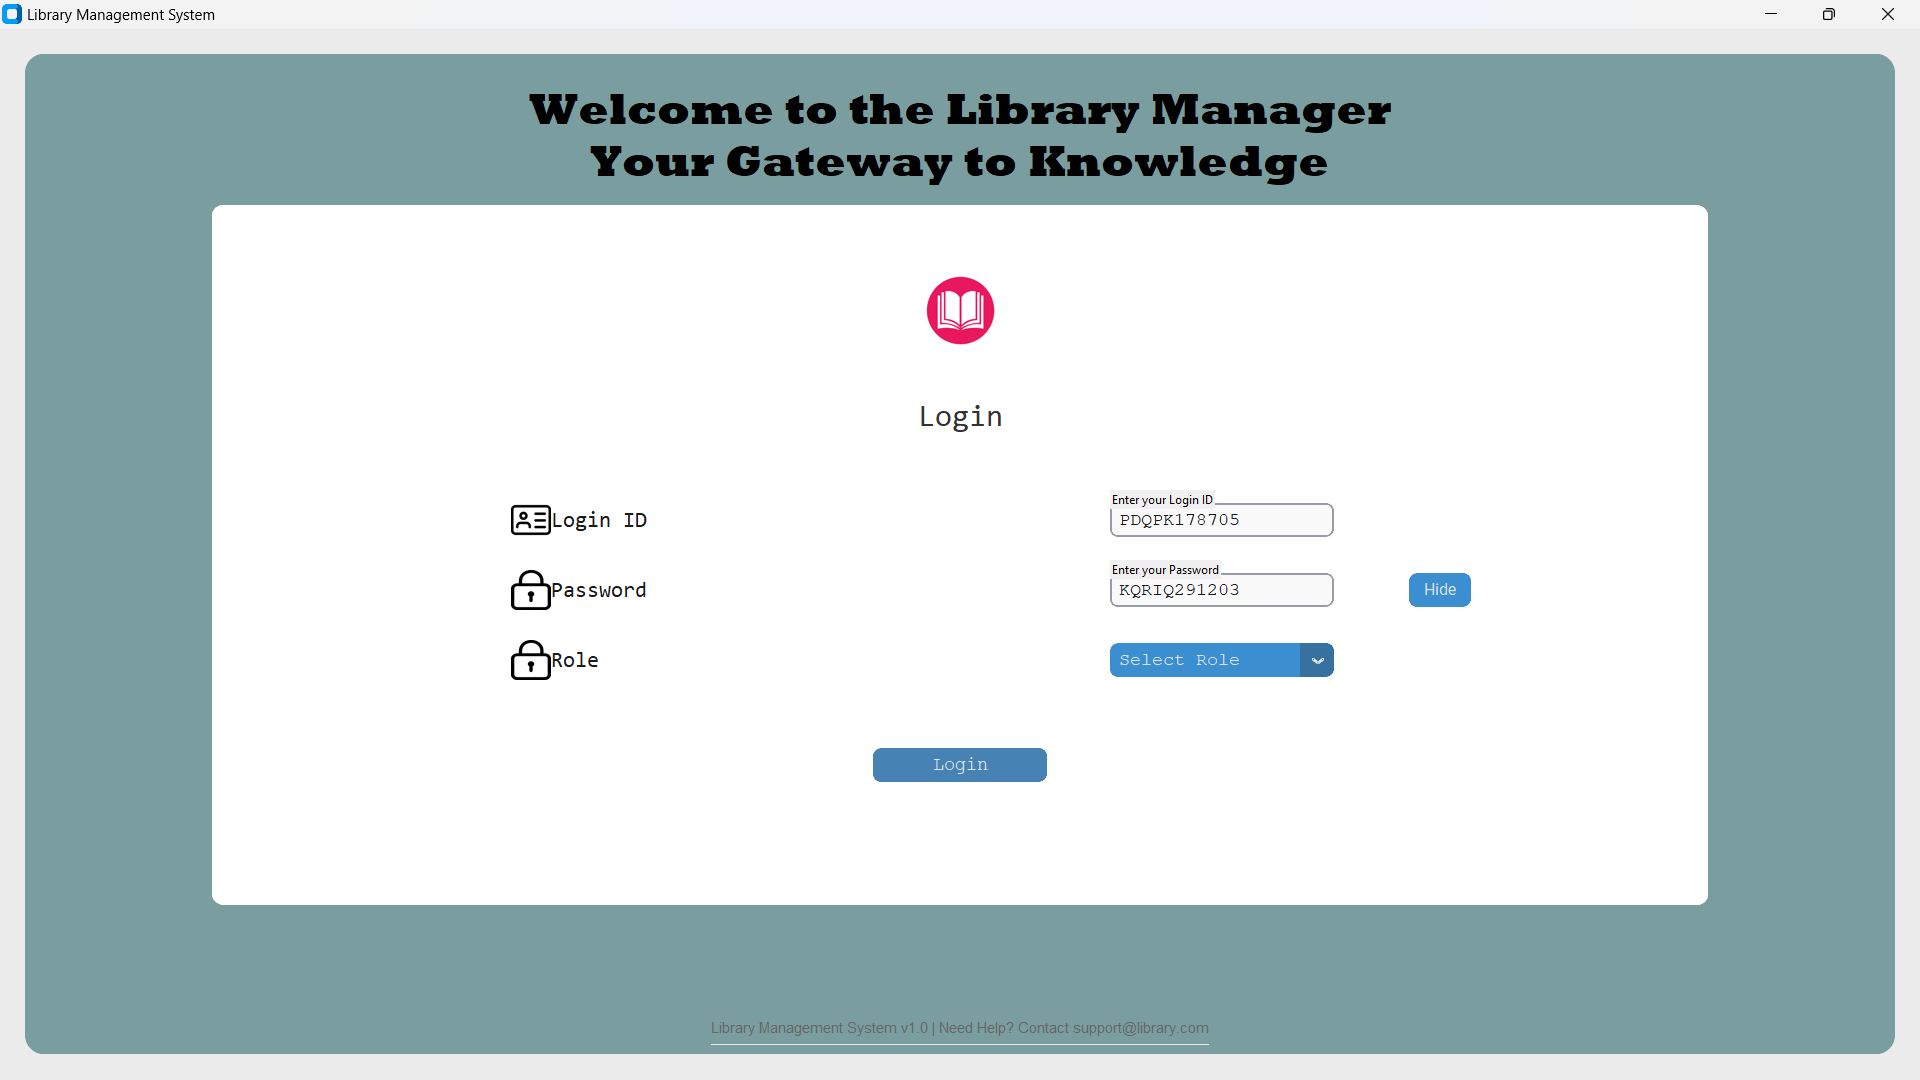 Library Management System
Welcome to the Library Manager
Your Gateway to Knowledge
Login
Enter your Login ID
Login ID
PDQPK178705
Enter your Password
Password
KQRIQ291203
Hide
Role
Select Role
Login
Library Management System v1.0 | Need Help? Contact support@library.com